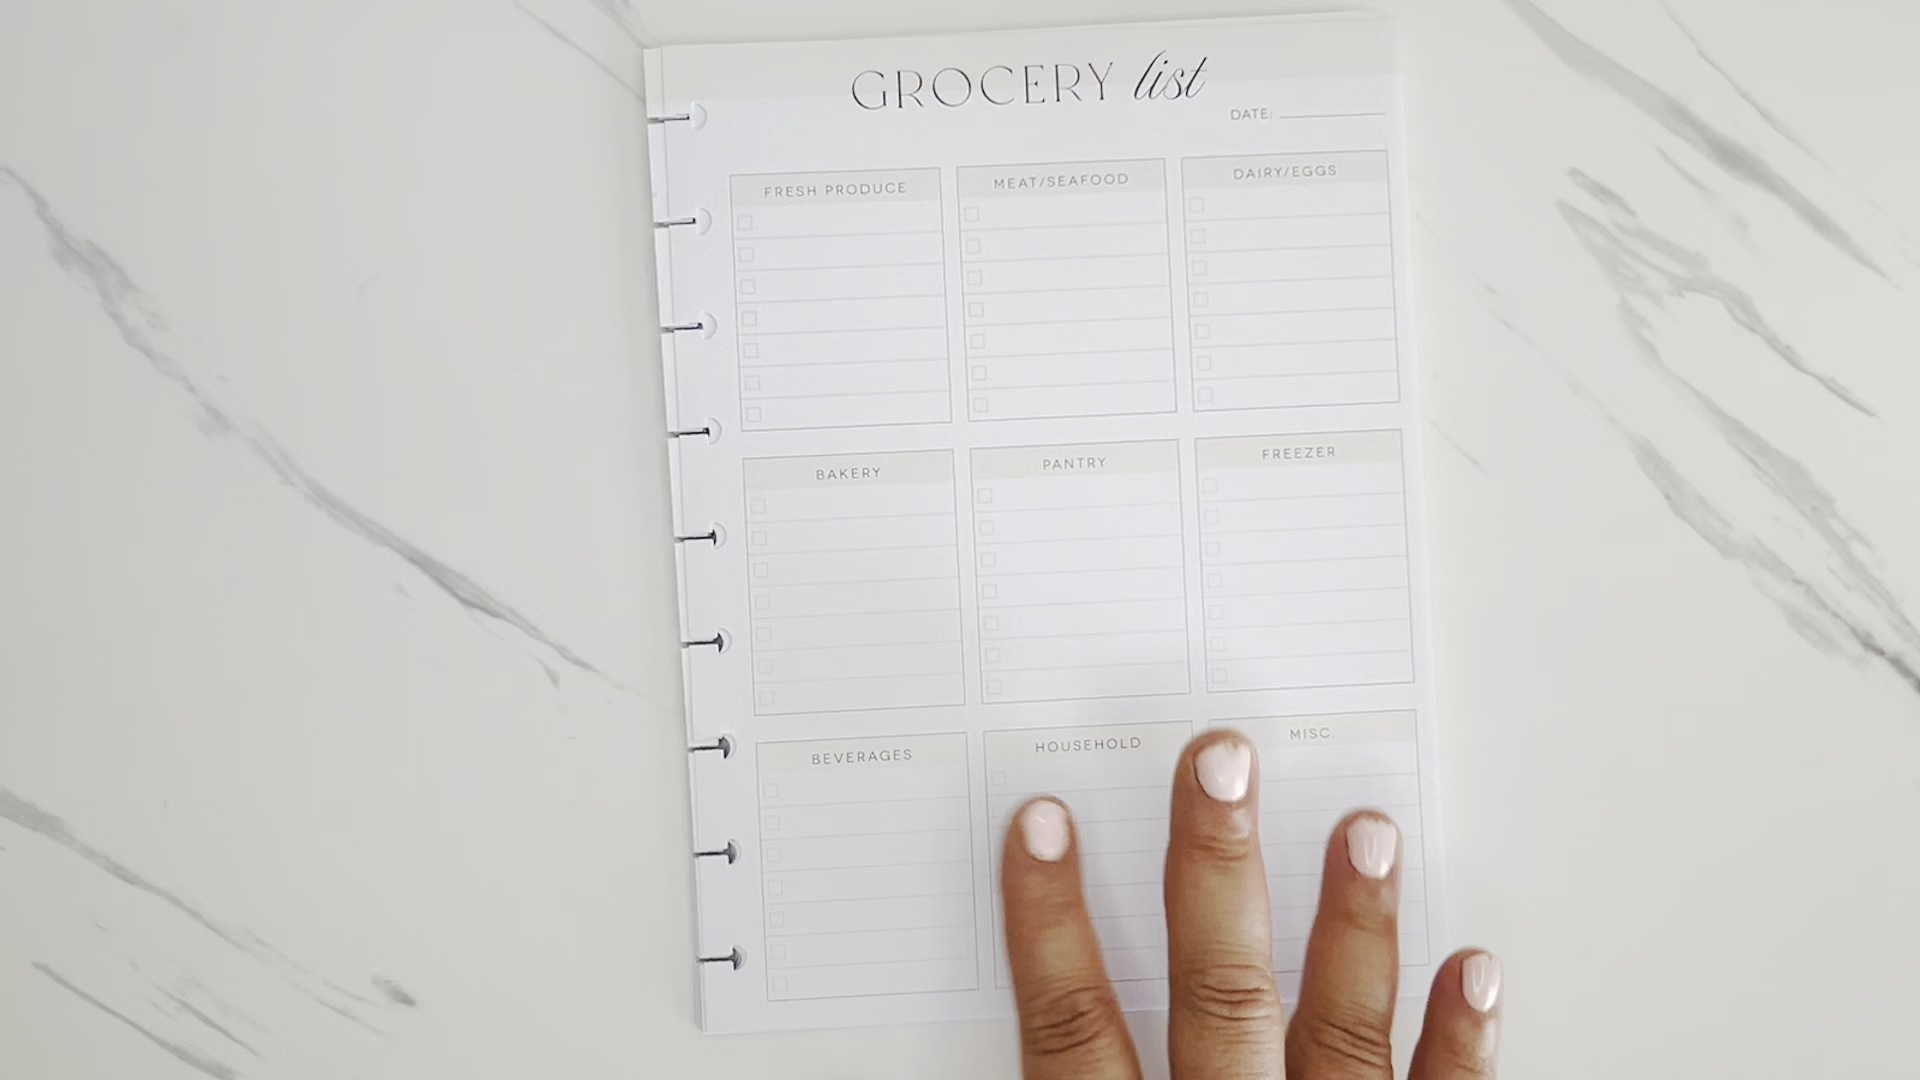 GROCERY list
DATE:
FRESH PRODUCE
MEAT/SEAFOOD
DAIRY/EGGS
BAKERY
PANTRY
FREEZER
BEVERAGES
HOUSEHOLD
MISC.